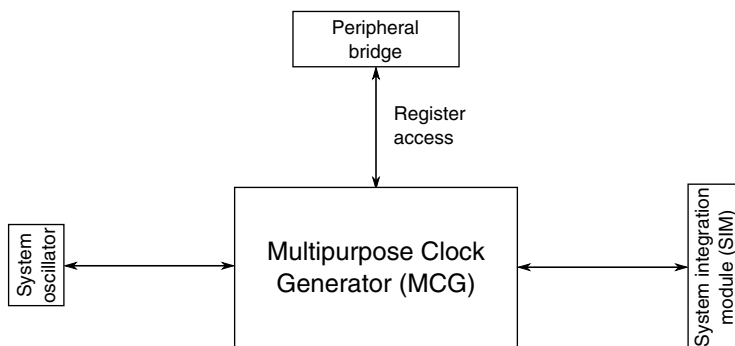 Peripheral
bridge
Register
access
System
oscillator
Multipurpose Clock
Generator (MCG)
System integration
module (SIM)